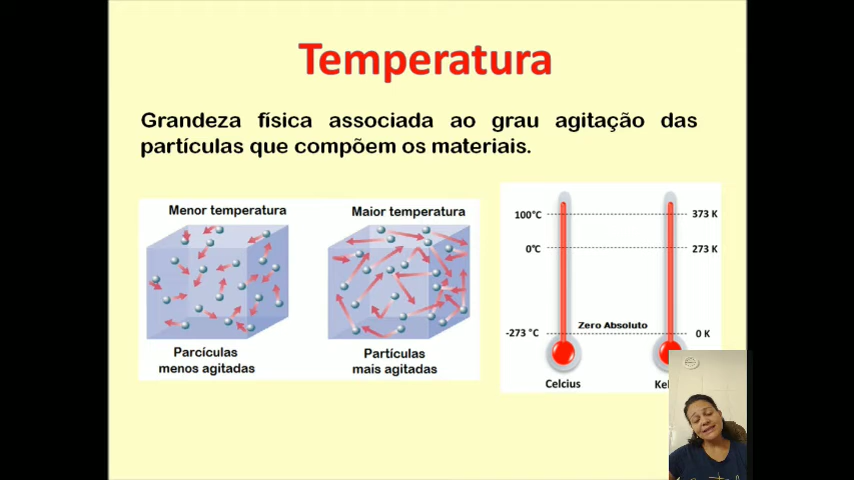 Temperatura
Grandeza física associada ao grau agitação das
partículas que compõem os materiais.
Menor temperatura
Maior temperatura
Parcículas
menos agitadas
Partículas
mais agitadas
100°C
373 K
0°C
273 K
Zero Absoluto
-273 °C
0 K
Celcius